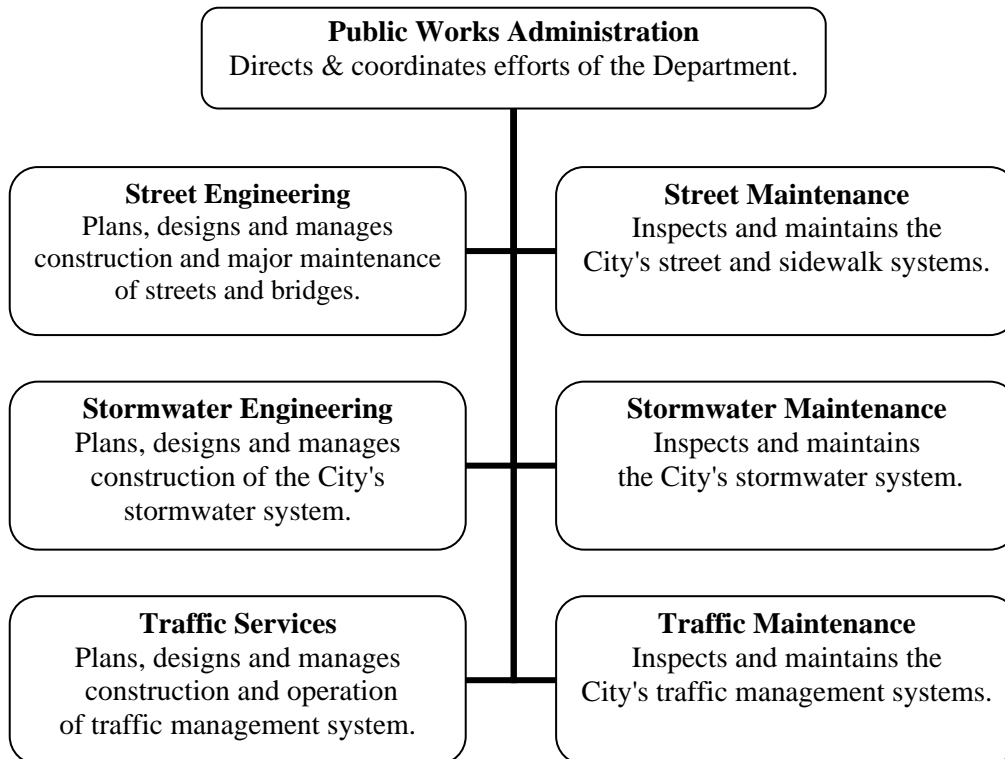 Public Works Administration
Directs & coordinates efforts of the Department.
Street Engineering
Plans, designs and manages
construction and major maintenance
of streets and bridges.
Street Maintenance
Inspects and maintains the
City's street and sidewalk systems.
Stormwater Engineering
Plans, designs and manages
construction of the City's
stormwater system.
Stormwater Maintenance
Inspects and maintains
the City's stormwater system.
Traffic Services
Plans, designs and manages
construction and operation
of traffic management system.
Traffic Maintenance
Inspects and maintains the
City's traffic management systems.